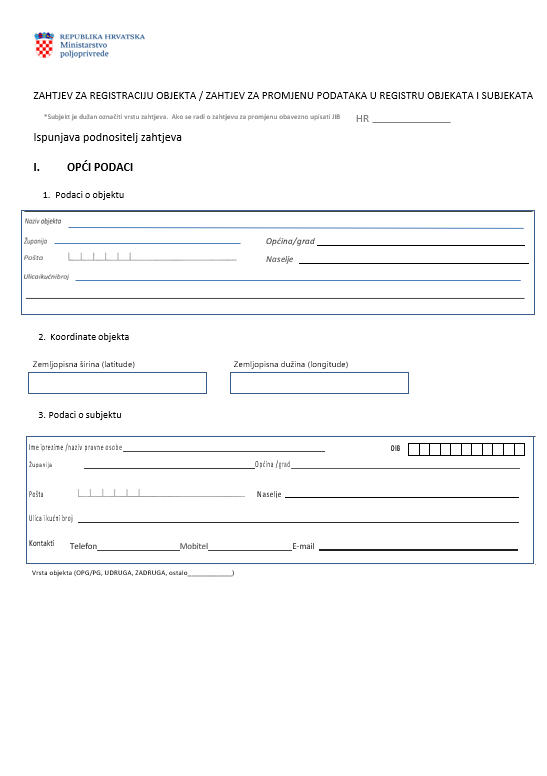 REPUBLIKA HRVATSKA
Ministarstvo
poljoprivrede
ZAHTJEV ZA REGISTRACIJU OBJEKTA / ZAHTJEV ZA PROMJENU PODATAKA U REGISTRU OBJEKATA I SUBJEKATA
*Subjekt je dužan označiti vrstu zahtjeva. Ako se radi o zahtjevu za promjenu obavezno upisati JIB HR ______________
Ispunjava podnositelj zahtjeva
I. OPĆI PODACI
1. Podaci o objektu
Naziv objekta
Županija Općina/grad
Pošta Naselje
Ulicaikućnibroj
2. Koordinate objekta
Zemljopisna širina (latitude) Zemljopisna dužina (longitude)
3. Podaci o subjektu
Ime iprezime /naziv pravne osobe OIB
Županija Općina /grad
Pošta Naselje
Ulica ikućni broj
Kontakti Telefon__________________Mobitel__________________E-mail
Vrsta objekta (OPG/PG, UDRUGA, ZADRUGA, ostalo_____________)